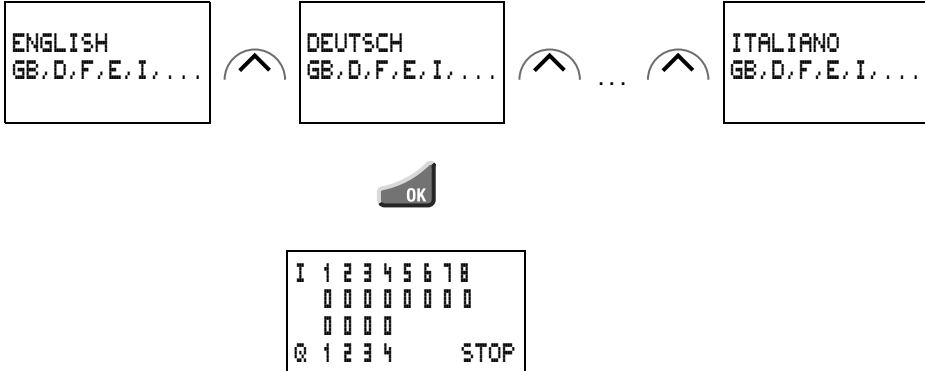 ENGLISH
GB,D,F,E,I,...
DEUTSCH
GB,D,F,E,I,...
...
ITALIANO
GB,D,F,E,I,...
OK
I 1 2 3 4 5 6 7 8
0 0 0 0 0 0 0 0
0 0 0 0
Q 1 2 3 4 STOP